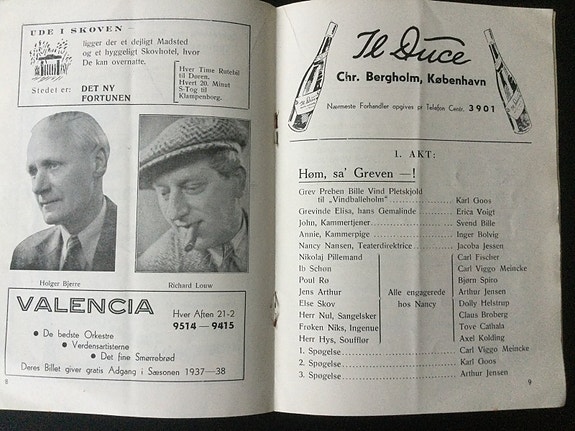 UDE I SKOVEN —
ligger der et dejligt Madsted
og et hyggeligt Skovhotel, hvor
De kan overnatte.
Stedet er:
DET NY
FORTUNEN
Hver Time Rutebil
til Døren.
Hvert 20. Minut
S-Tog til
Klampenborg.
Holger Bjerre
Richard Louw
VALENCIA
Hver Aften 21-2
9514 — 9415
• De bedste Orkestre
• Verdensartisterne
• Det fine Smørrebrød
Deres Billet giver gratis Adgang i Sæsonen 1937—38
8
Il Duce
Chr. Bergholm, København
Nærmeste Forhandler opgives pr. Telefon Centr. 3901
1. AKT:
Høm, sa' Greven —!
Grev Preben Bille Vind Pletskjold
til „Vindballeholm" .......... Karl Goos
Grevinde Elisa, hans Gemalinde .. Erica Voigt
John, Kammertjener .......... Svend Bille
Annie, Kammerpige .......... Inger Bolvig
Nancy Nansen, Teaterdirektrice .. Jacoba Jessen
Nikolaj Pillemand Carl Fischer
Ib Schøn Carl Viggo Meincke
Poul Rø Bjørn Spiro
Jens Arthur Alle engagerede Arthur Jensen
Else Skov hos Nancy Dolly Helstrup
Herr Nul, Sangelsker Claus Broberg
Frøken Niks, Ingenue Tove Cathala
Herr Hys, Soufflør Axel Kolding
1. Spøgelse .......... Carl Viggo Meincke
2. Spøgelse .......... Karl Goos
3. Spøgelse .......... Arthur Jensen
9